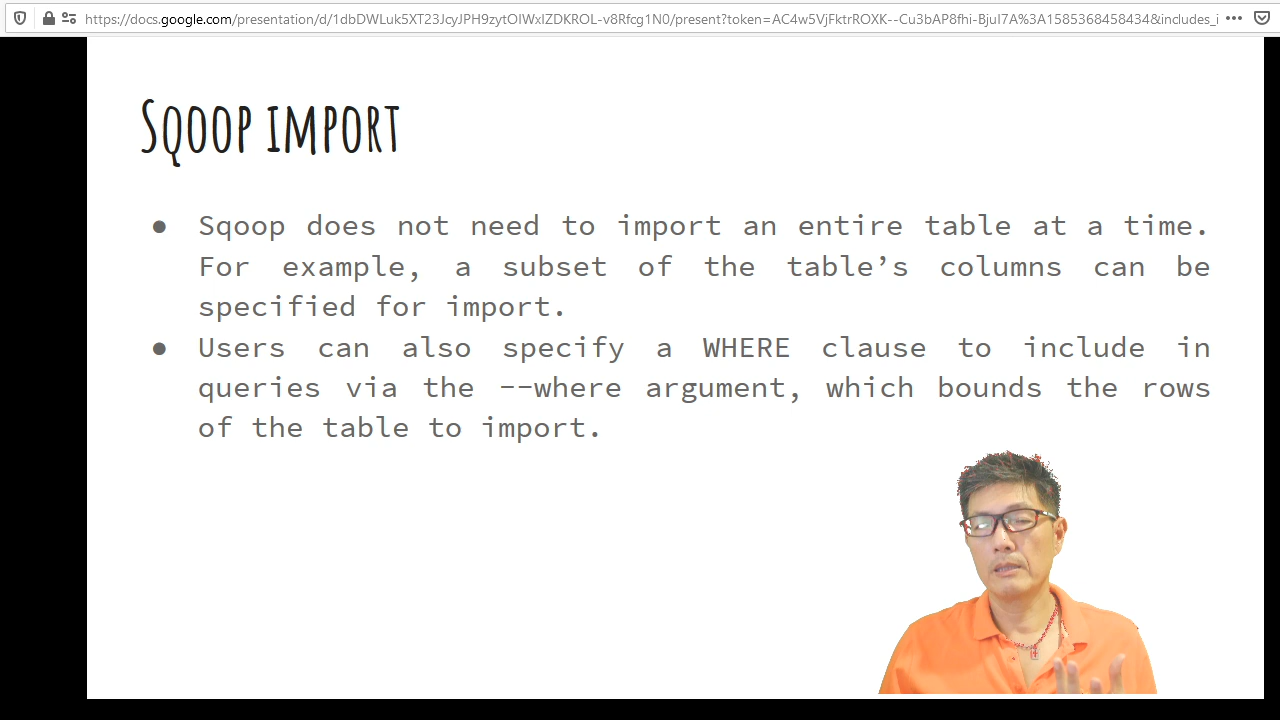 https://docs.google.com/presentation/d/1dbDWLuk5XT23JcyJPH9zytOIWxIZDKROL-v8Rfcg1N0/present?token=AC4w5VjFktrROXK--Cu3bAP8fhi-BjuI7A%3A1585368458434&includes_i
Sqoop import
● Sqoop does not need to import an entire table at a time.
For example, a subset of the table’s columns can be
specified for import.
● Users can also specify a WHERE clause to include in
queries via the --where argument, which bounds the rows
of the table to import.